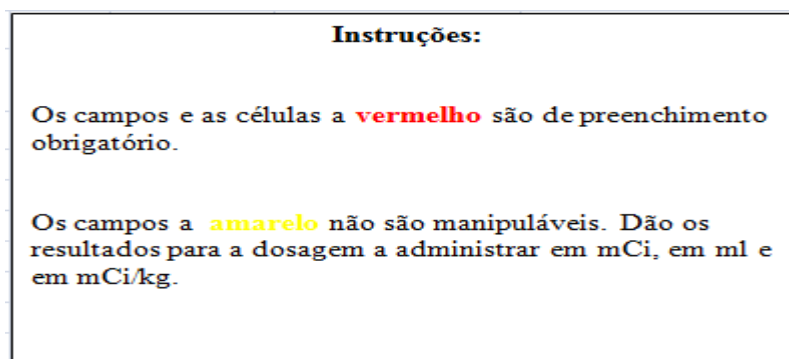 Instruções:
Os campos e as células a vermelho são de preenchimento
obrigatório.
Os campos a amarelo não são manipuláveis. Dão os
resultados para a dosagem a administrar em mCi, em ml e
em mCi/kg.